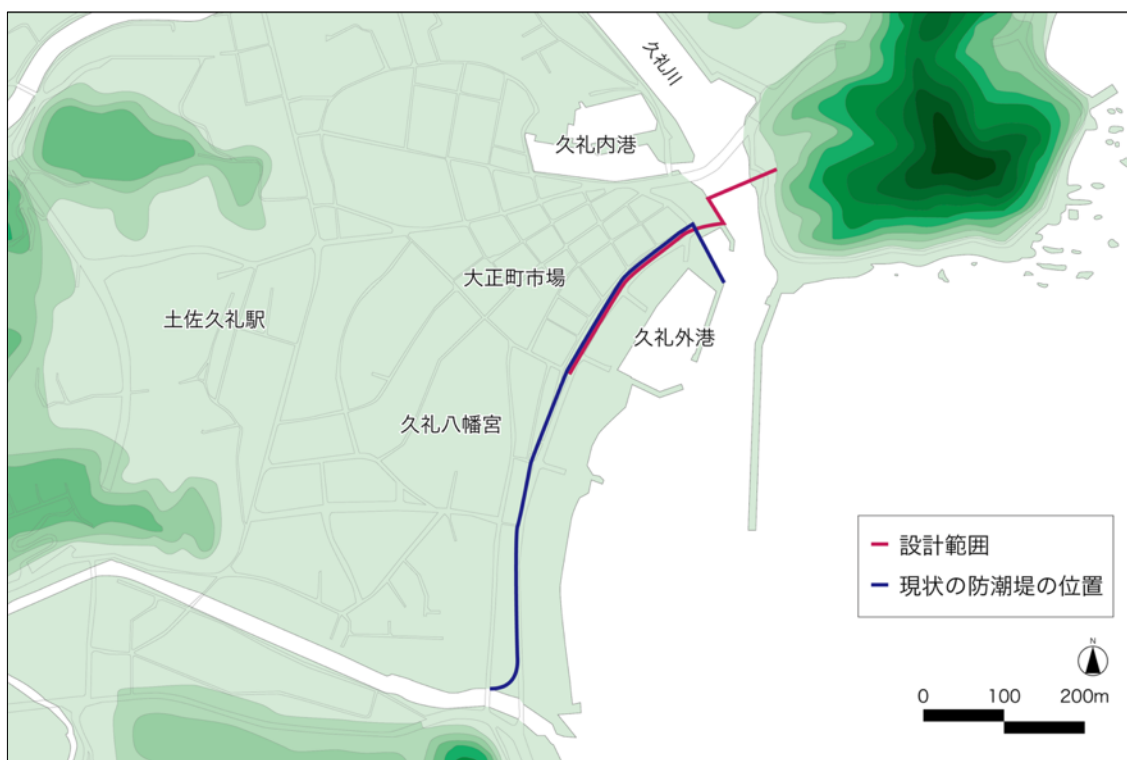 久礼川
久礼内港
大正町市場
土佐久礼駅
久礼外港
久礼八幡宮
設計範囲
現状の防潮堤の位置
N
0 100 200m